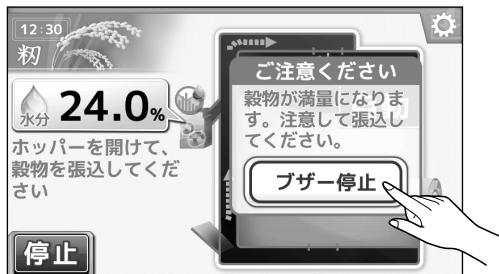 12:30
籾
水分 24.0%
ホッパーを開けて、
穀物を張込してくだ
さい
停止
ご注意ください
穀物が満量になりま
す。注意して張込し
てください。
ブザー停止